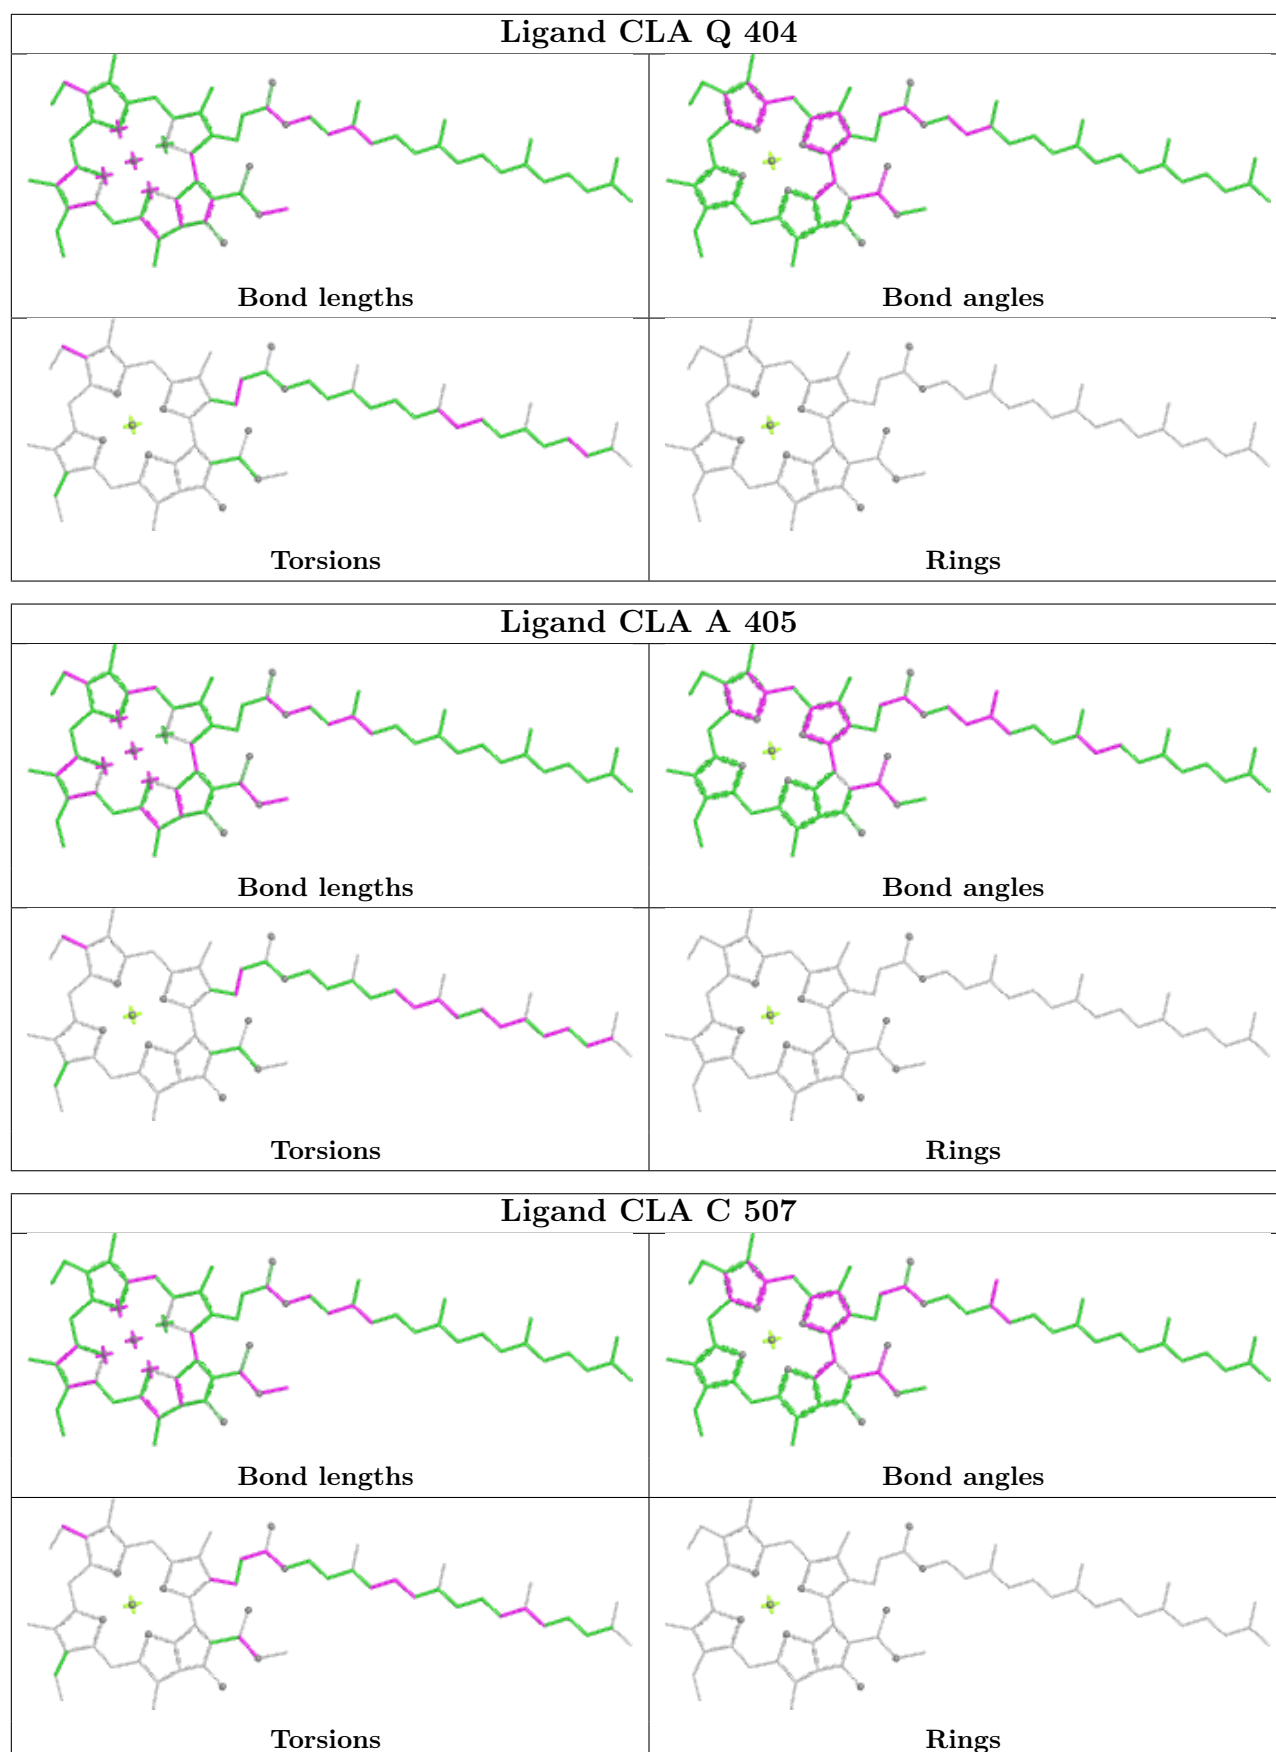 Ligand CLA Q 404
Bond lengths
Bond angles
Torsions
Rings
Ligand CLA A 405
Bond lengths
Bond angles
Torsions
Rings
Ligand CLA C 507
Bond lengths
Bond angles
Torsions
Rings